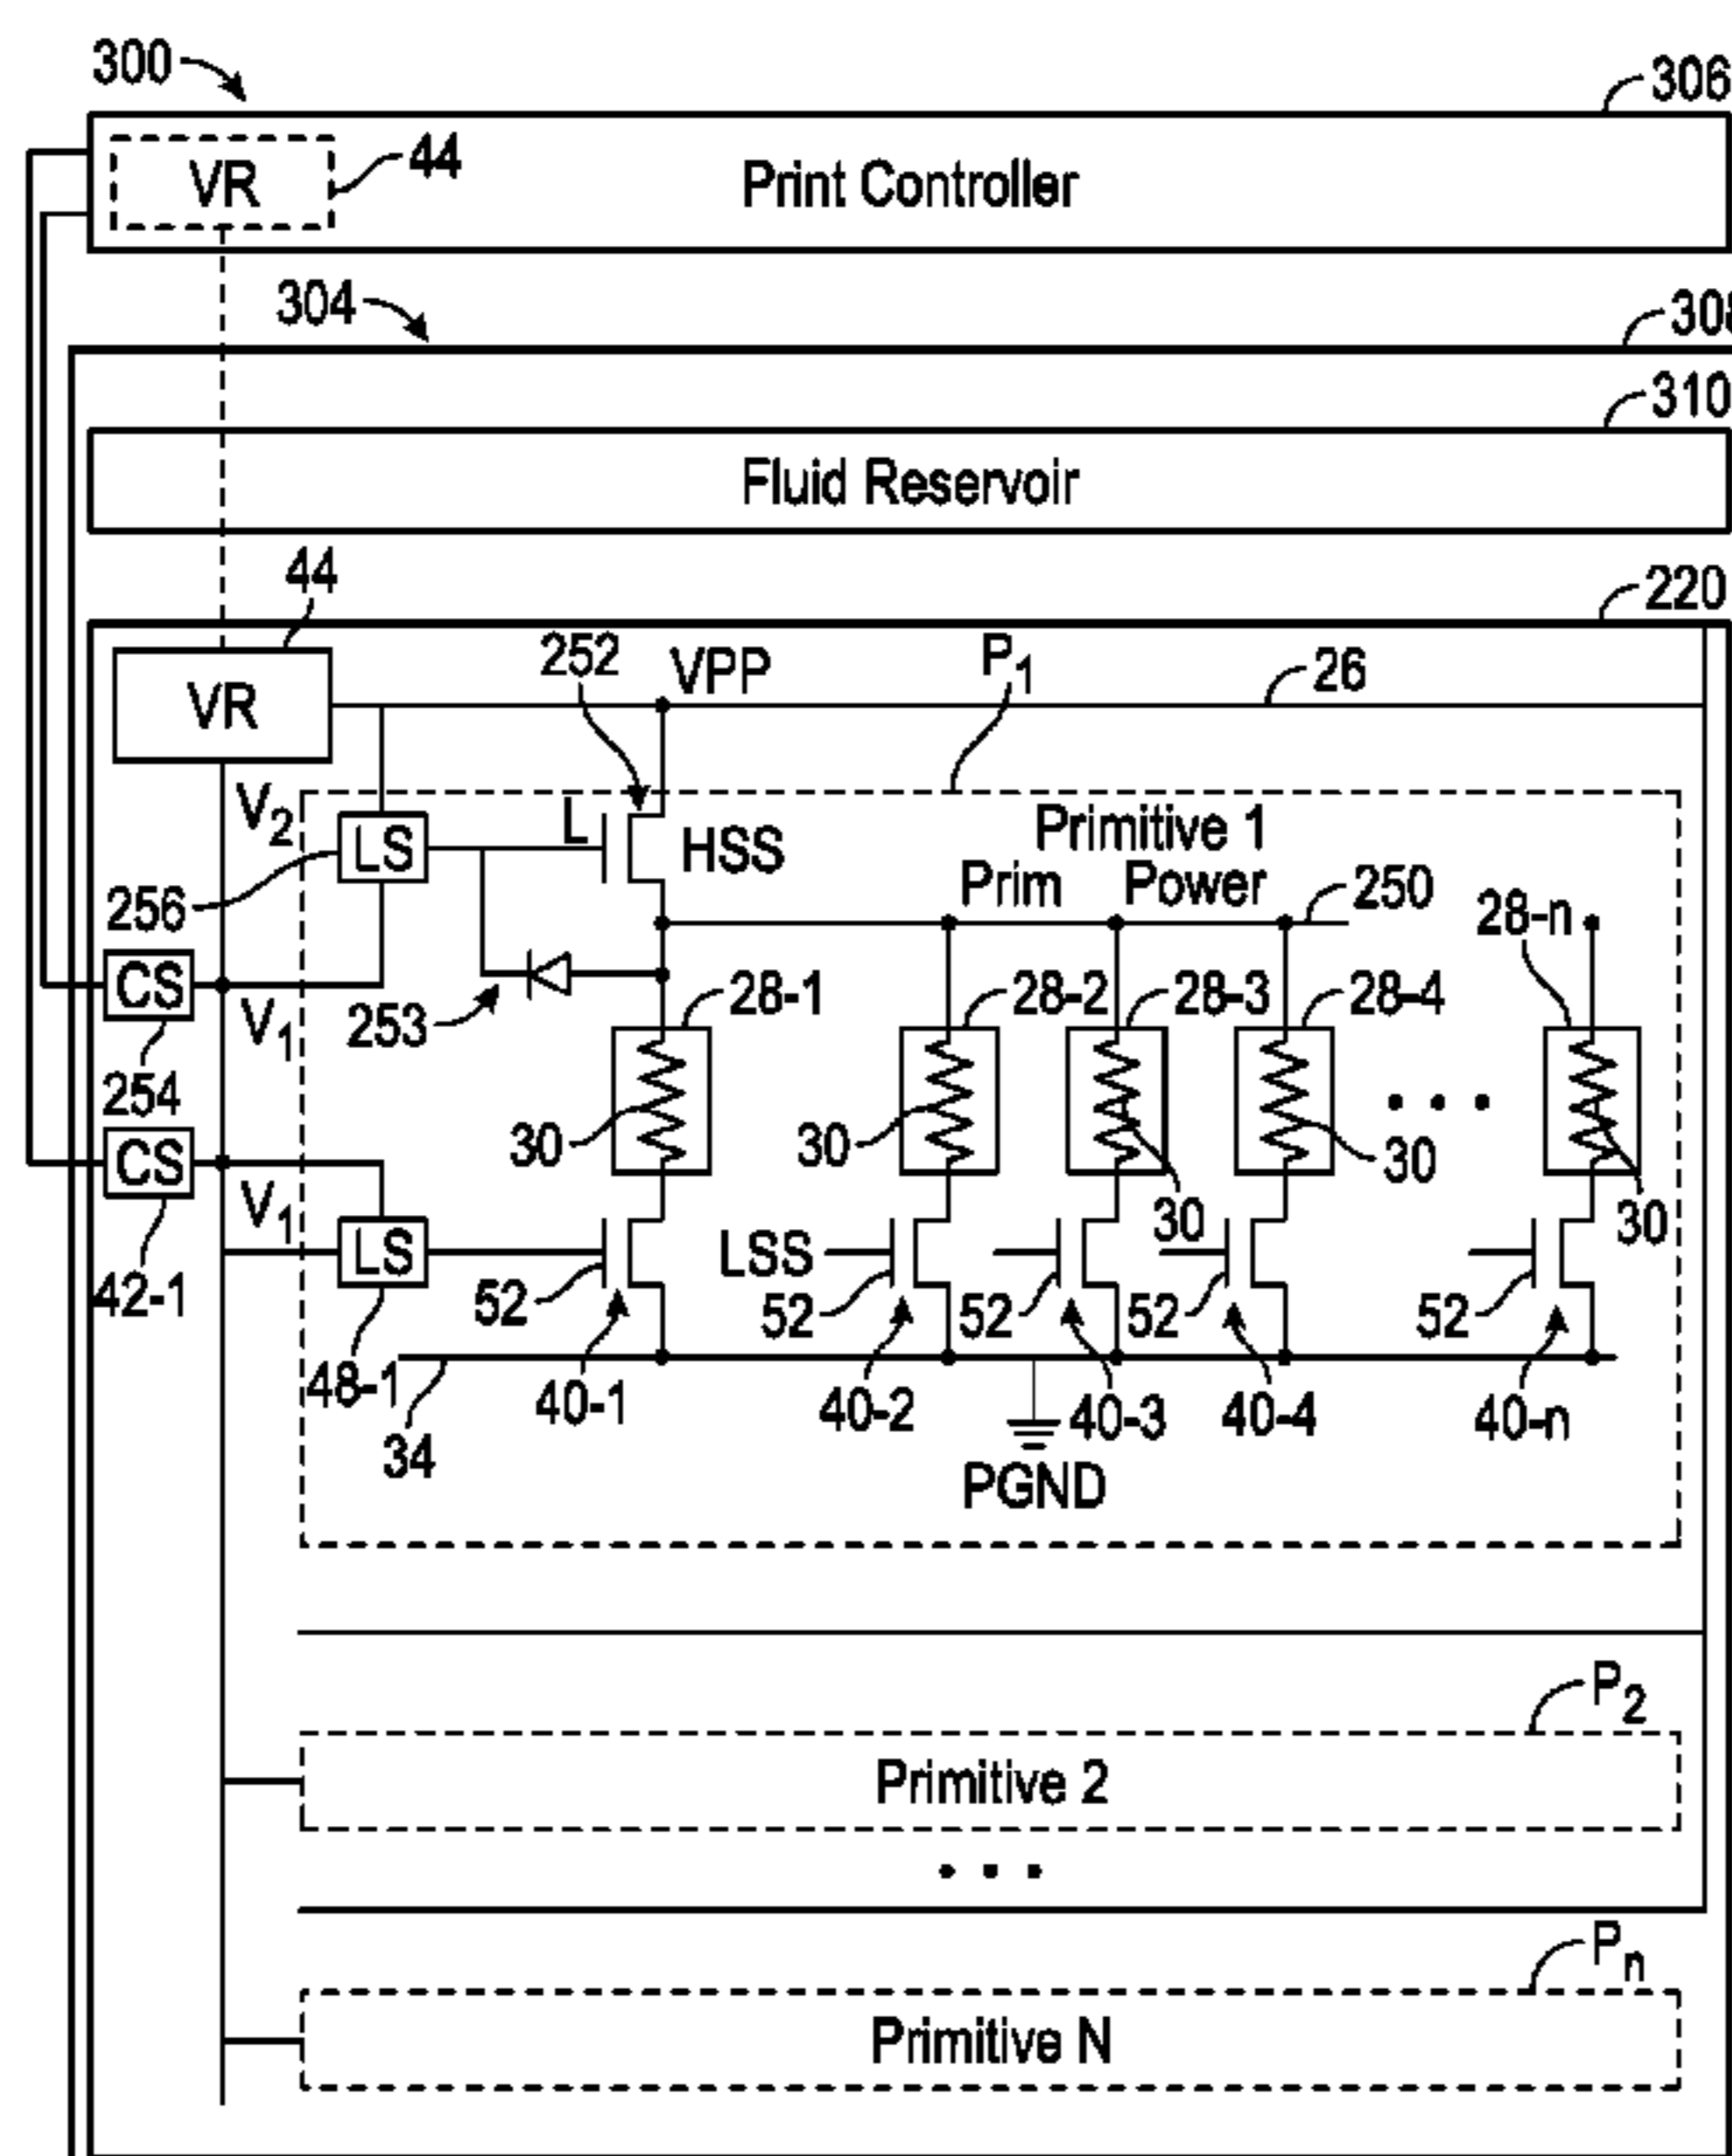 300
306
VR
44
Print Controller
304
308
310
Fluid Reservoir
44
220
252
VPP
P1
26
VR
V2
LS
L
HSS
Primitive 1
Prim Power
250
256
28-n
CS
253
28-1
28-2
28-3
28-4
V1
254
30
30
30
30
30
CS
V1
LS
LSS
42-1
52
52
52
52
52
48-1
40-1
40-2
40-3
40-4
40-n
34
PGND
P2
Primitive 2
Pn
Primitive N